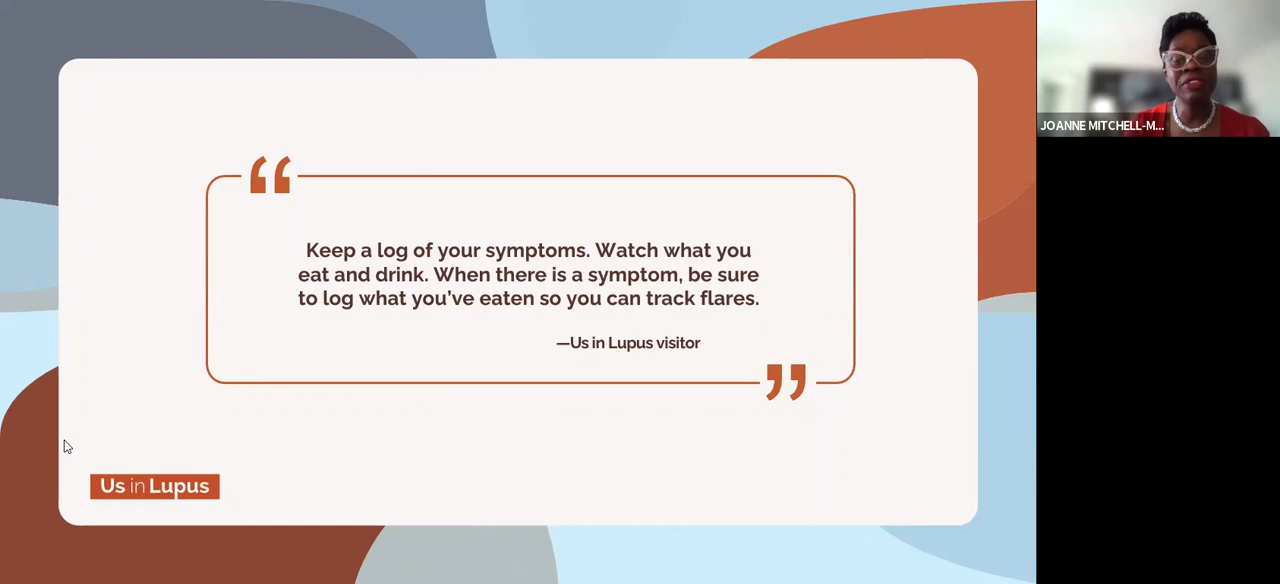 “
Keep a log of your symptoms. Watch what you
eat and drink. When there is a symptom, be sure
to log what you’ve eaten so you can track flares.
—Us in Lupus visitor
”
Us in Lupus
JOANNE MITCHELL-M...